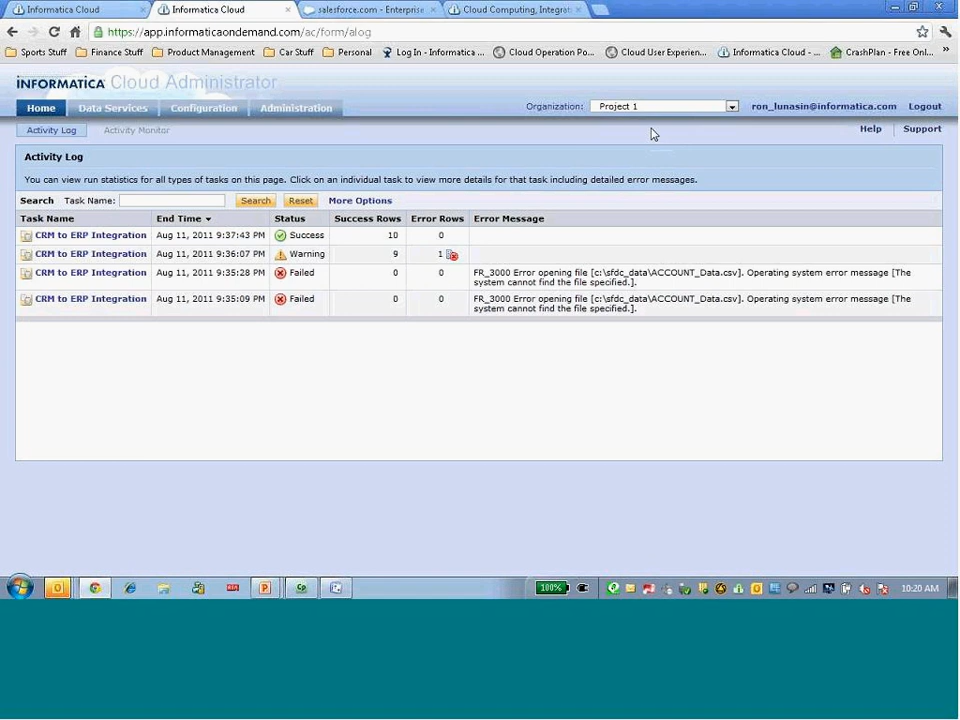 Informatica Cloud
Informatica Cloud
salesforce.com - Enterprise
Cloud Computing, Integrat
https://app.informaticaondemand.com/ac/form/alog
Sports Stuff
Finance Stuff
Product Management
Car Stuff
Personal
Log In - Informatica ...
Cloud Operation Po...
Cloud User Experien...
Informatica Cloud - ...
CrashPlan - Free Onl...
»
INFORMATICA Cloud Administrator
Home
Data Services
Configuration
Administration
Organization:
Project 1
ron_lunasin@informatica.com
Logout
Activity Log
Activity Monitor
Help
Support
Activity Log
You can view run statistics for all types of tasks on this page. Click on an individual task to view more details for that task including detailed error messages.
Search Task Name: Search Reset More Options
Task Name End Time Status Success Rows Error Rows Error Message
CRM to ERP Integration Aug 11, 2011 9:37:43 PM Success 10 0
CRM to ERP Integration Aug 11, 2011 9:36:07 PM Warning 9 1
CRM to ERP Integration Aug 11, 2011 9:35:28 PM Failed 0 0 FR_3000 Error opening file [c:\sfdc_data\ACCOUNT_Data.csv]. Operating system error message [The
system cannot find the file specified.].
CRM to ERP Integration Aug 11, 2011 9:35:09 PM Failed 0 0 FR_3000 Error opening file [c:\sfdc_data\ACCOUNT_Data.csv]. Operating system error message [The
system cannot find the file specified.].
100%
10:20 AM